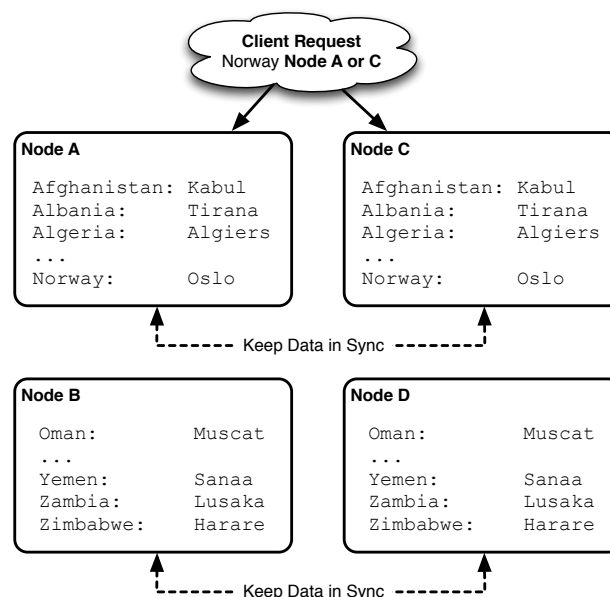 Client Request
Norway Node A or C
Node A
Afghanistan: Kabul
Albania: Tirana
Algeria: Algiers
...
Norway: Oslo
Node C
Afghanistan: Kabul
Albania: Tirana
Algeria: Algiers
...
Norway: Oslo
Keep Data in Sync
Node B
Oman: Muscat
...
Yemen: Sanaa
Zambia: Lusaka
Zimbabwe: Harare
Node D
Oman: Muscat
...
Yemen: Sanaa
Zambia: Lusaka
Zimbabwe: Harare
Keep Data in Sync